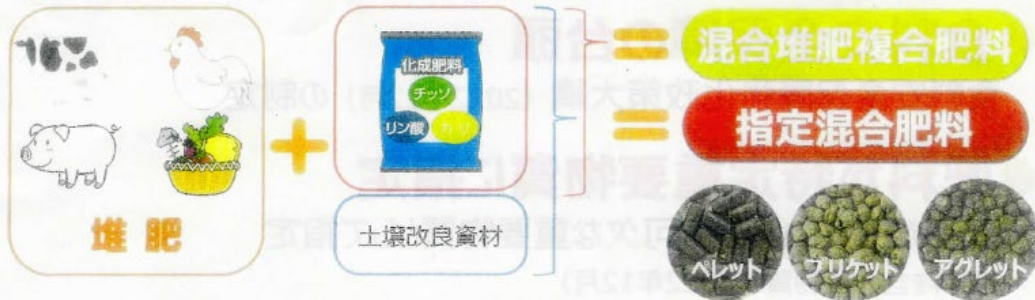 堆肥
+
化成肥料
チッソ
リン酸
カリ
土壌改良資材
=
混合堆肥複合肥料
=
指定混合肥料
ペレット
ブリケット
アグレット